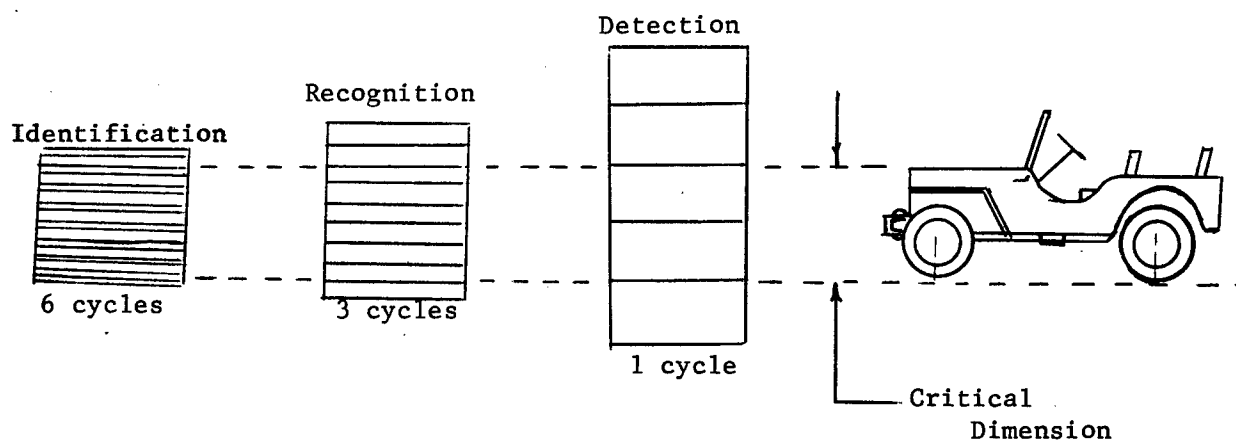 Detection
Recognition
Identification
6 cycles
3 cycles
1 cycle
Critical
Dimension